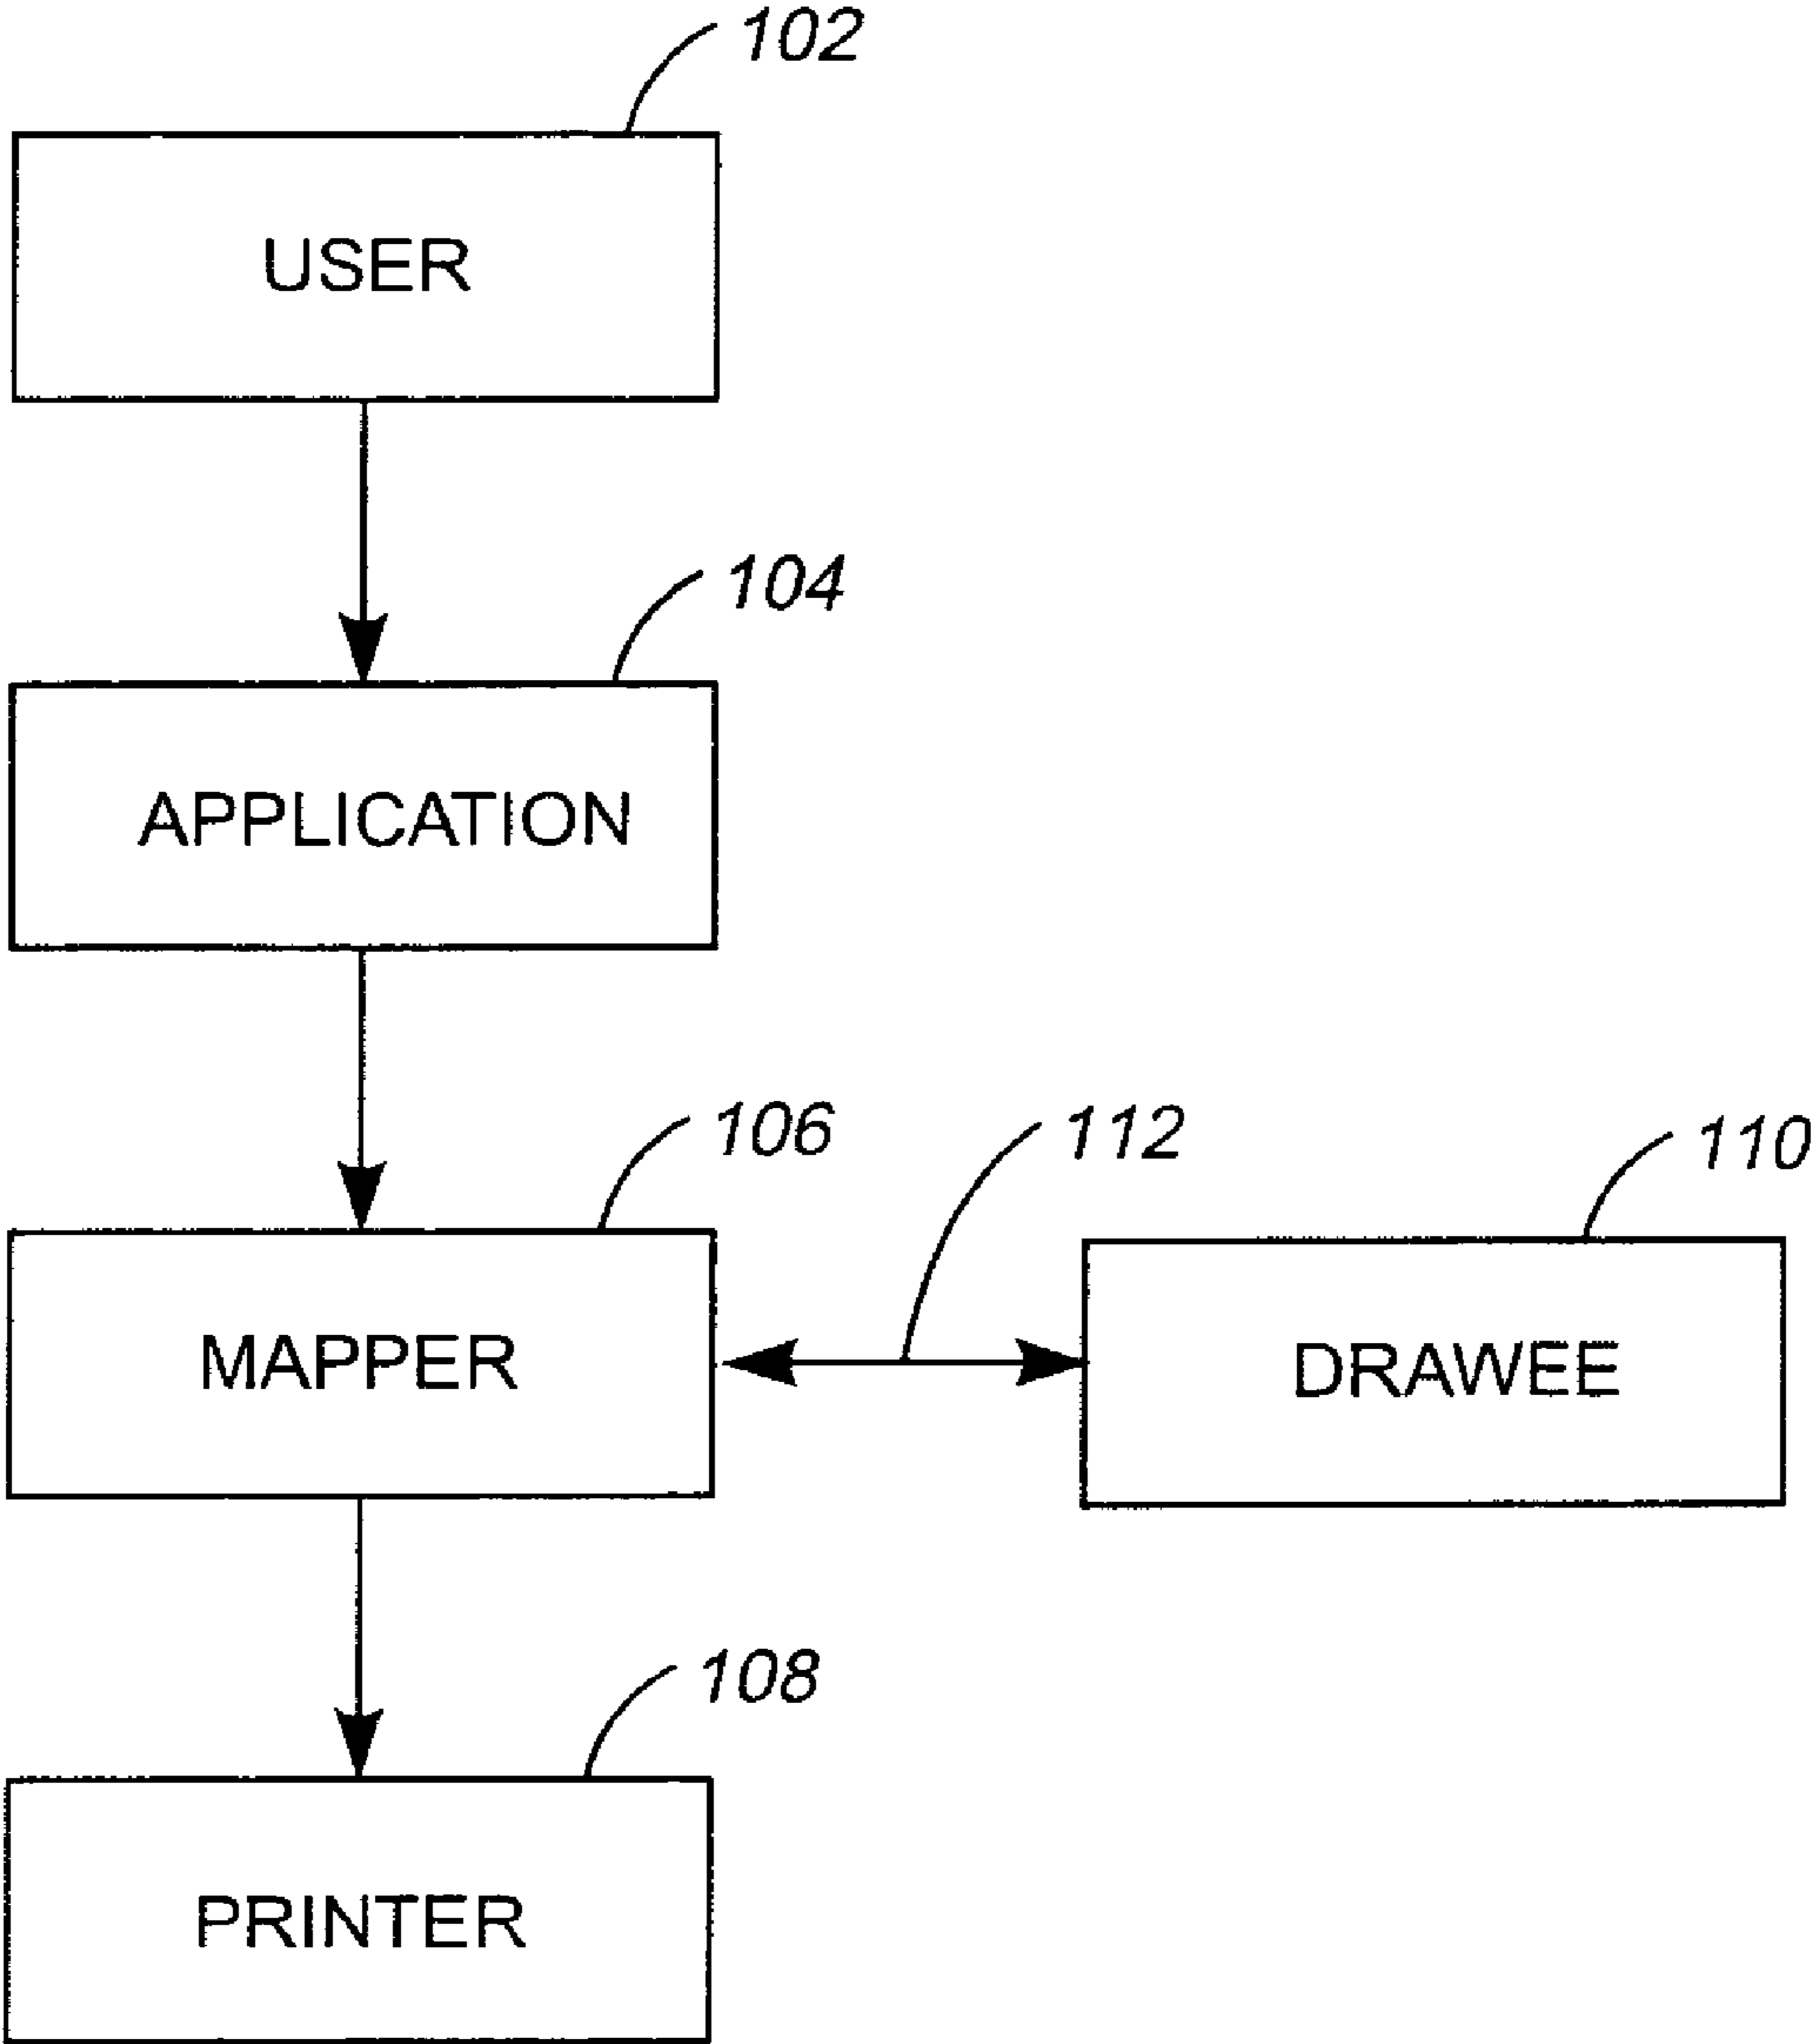 102
USER
104
APPLICATION
106
112
110
MAPPER
DRAWEE
108
PRINTER